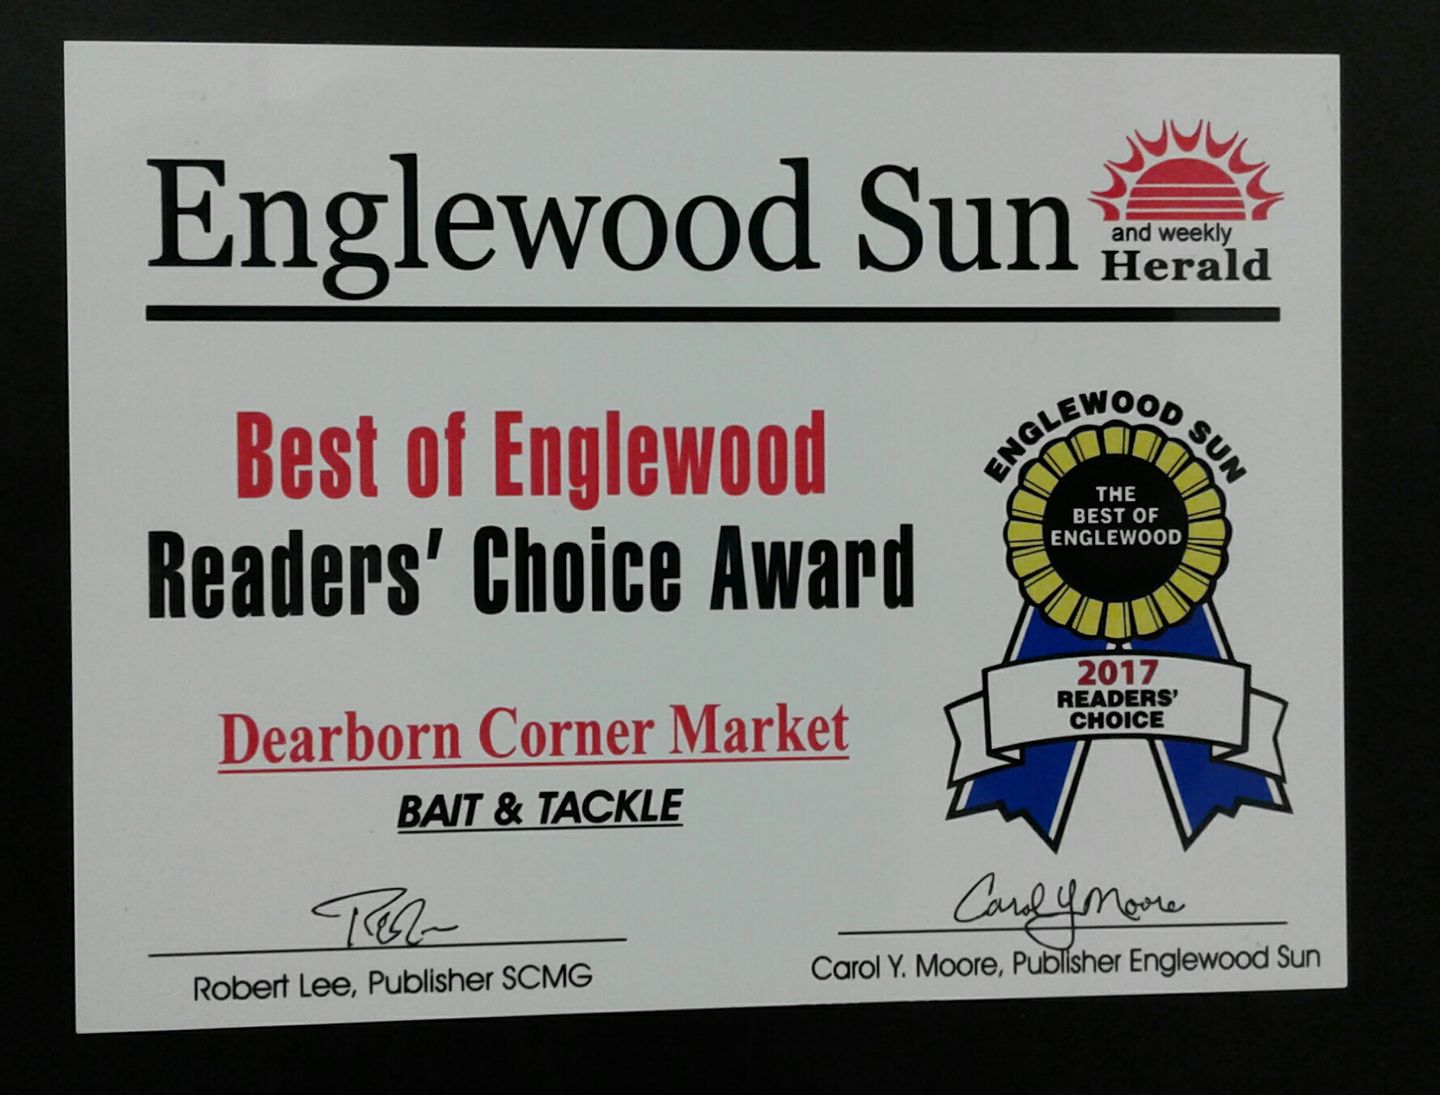 Englewood Sun
and weekly
Herald
Best of Englewood
Readers' Choice Award
ENGLEWOOD SUN
THE
BEST OF
ENGLEWOOD
2017
READERS'
CHOICE
Dearborn Corner Market
BAIT & TACKLE
Carol Y Moore
Robert Lee, Publisher SCMG
Carol Y. Moore, Publisher Englewood Sun